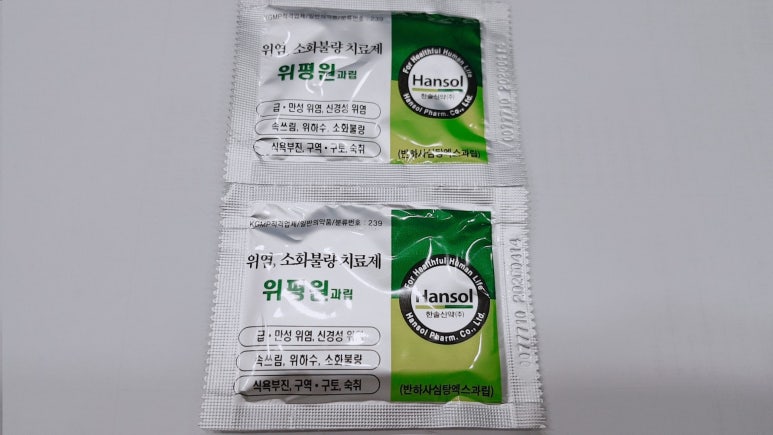 KGMP적격업체/일반의약품/분류번호 : 239
위염, 소화불량 치료제
위평원과립
급·만성 위염, 신경성 위염
속쓰림, 위하수, 소화불량
식욕부진, 구역·구토, 숙취
For Healthful Human Life
Hansol
한솔신약(주)
Hansol Pharm. Co., Ltd.
(반하사심탕엑스과립)
KGMP적격업체/일반의약품/분류번호 : 239
위염, 소화불량 치료제
위평원과립
급·만성 위염, 신경성 위염
속쓰림, 위하수, 소화불량
식욕부진, 구역·구토, 숙취
For Healthful Human Life
Hansol
한솔신약(주)
Hansol Pharm. Co., Ltd.
(반하사심탕엑스과립)